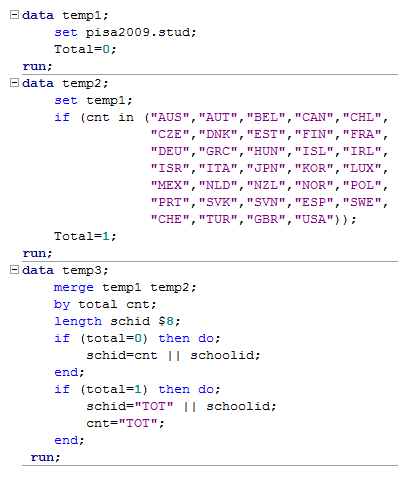 data temp1;
set pisa2009.stud;
Total=0;
run;
data temp2;
set temp1;
if (cnt in ("AUS","AUT","BEL","CAN","CHL",
"CZE","DNK","EST","FIN","FRA",
"DEU","GRC","HUN","ISL","IRL",
"ISR","ITA","JPN","KOR","LUX",
"MEX","NLD","NZL","NOR","POL",
"PRT","SVK","SVN","ESP","SWE",
"CHE","TUR","GBR","USA"));
Total=1;
run;
data temp3;
merge temp1 temp2;
by total cnt;
length schid $8;
if (total=0) then do;
schid=cnt || schoolid;
end;
if (total=1) then do;
schid="TOT" || schoolid;
cnt="TOT";
end;
run;